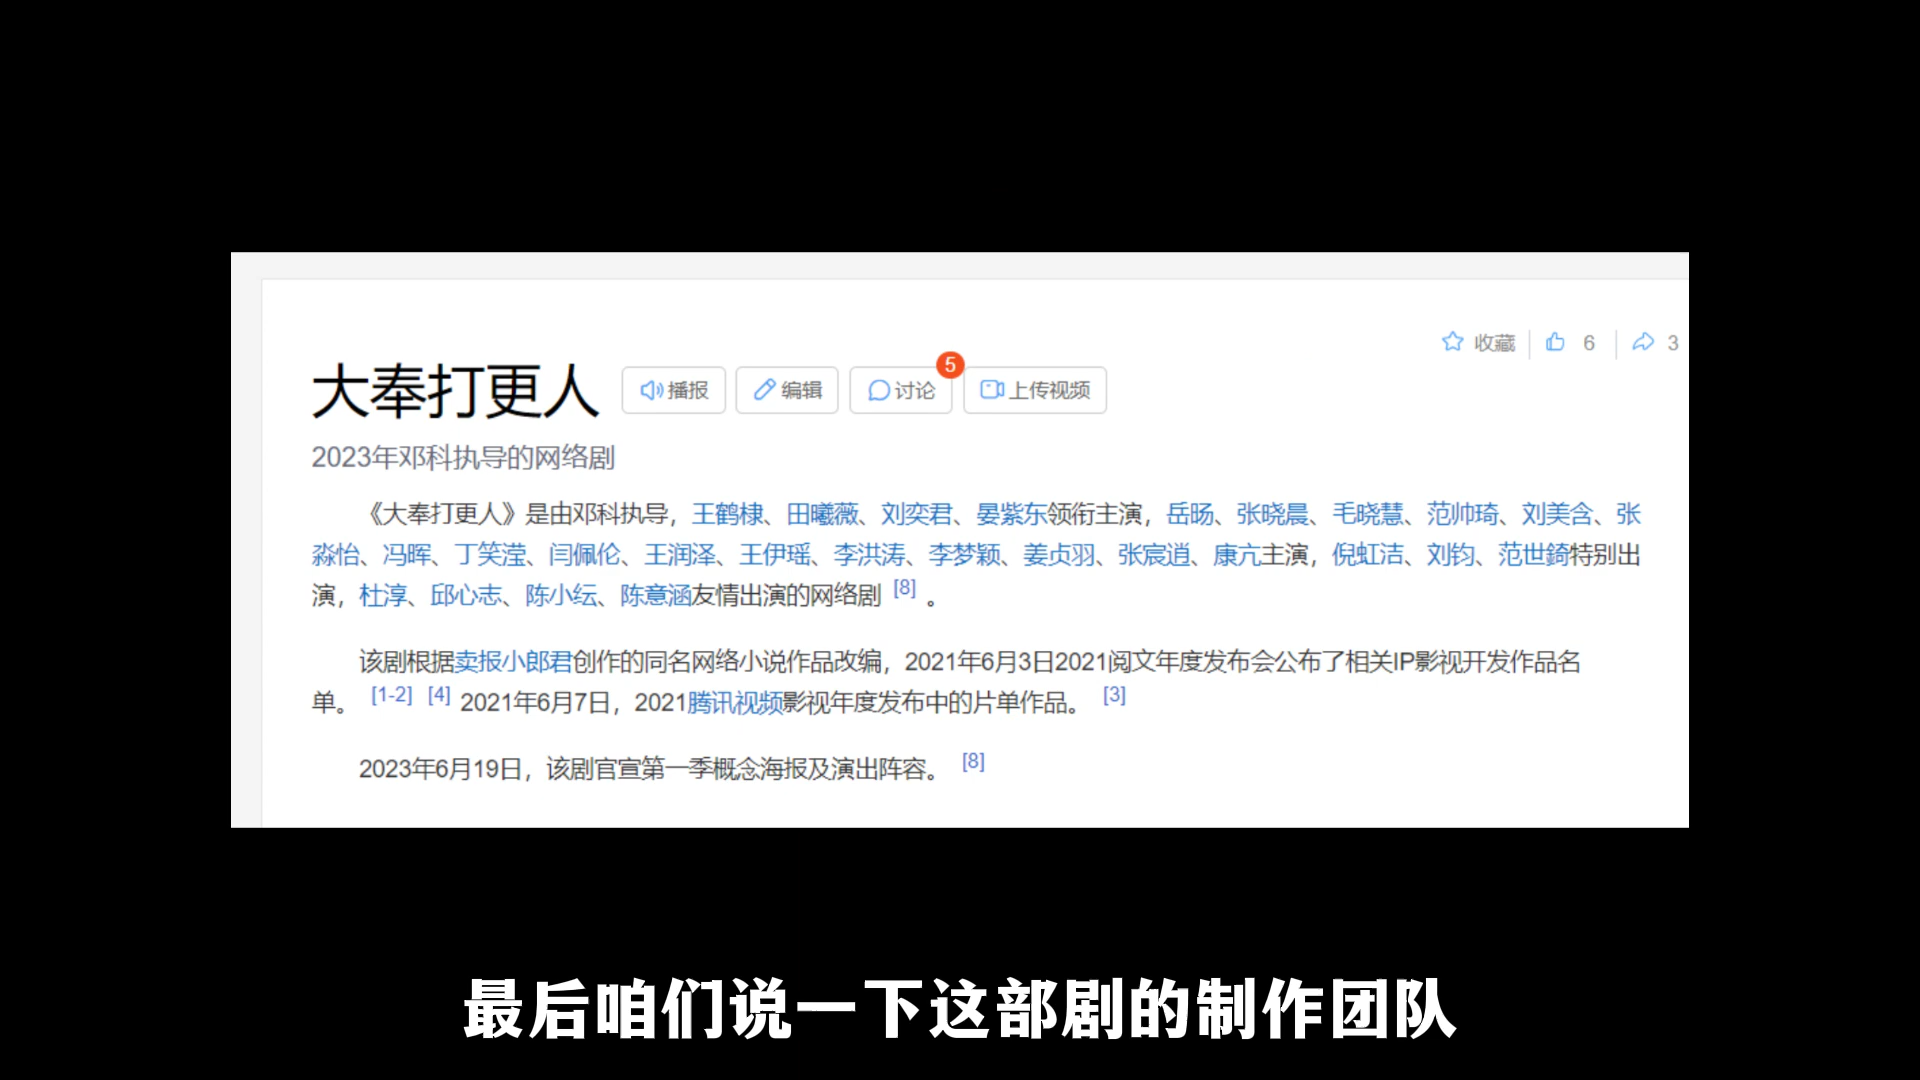 收藏 6 3
大奉打更人 播报 编辑 讨论 5 上传视频
2023年邓科执导的网络剧
《大奉打更人》是由邓科执导，王鹤棣、田曦薇、刘奕君、晏紫东领衔主演，岳旸、张晓晨、毛晓慧、范帅琦、刘美含、张
淼怡、冯晖、丁笑滢、闫佩伦、王润泽、王伊瑶、李洪涛、李梦颖、姜贞羽、张宸逍、康亢主演，倪虹洁、刘钧、范世錡特别出
演，杜淳、邱心志、陈小纭、陈意涵友情出演的网络剧 [8] 。
该剧根据卖报小郎君创作的同名网络小说作品改编，2021年6月3日2021阅文年度发布会公布了相关IP影视开发作品名
单。 [1-2] [4] 2021年6月7日，2021腾讯视频影视年度发布中的片单作品。 [3]
2023年6月19日，该剧官宣第一季概念海报及演出阵容。 [8]
最后咱们说一下这部剧的制作团队